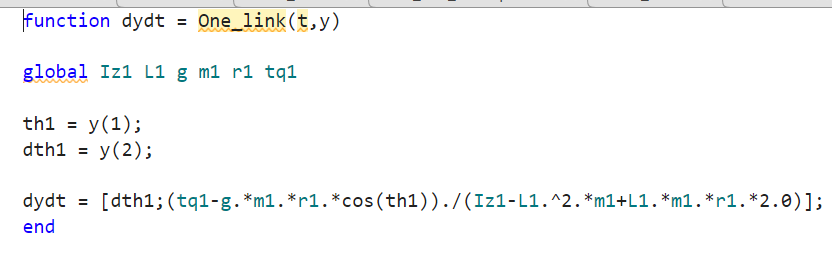 function dydt = One_link(t,y)
global Iz1 L1 g m1 r1 tq1
th1 = y(1);
dth1 = y(2);
dydt = [dth1;(tq1-g.*m1.*r1.*cos(th1))./(Iz1-L1.^2.*m1+L1.*m1.*r1.*2.0)];
end